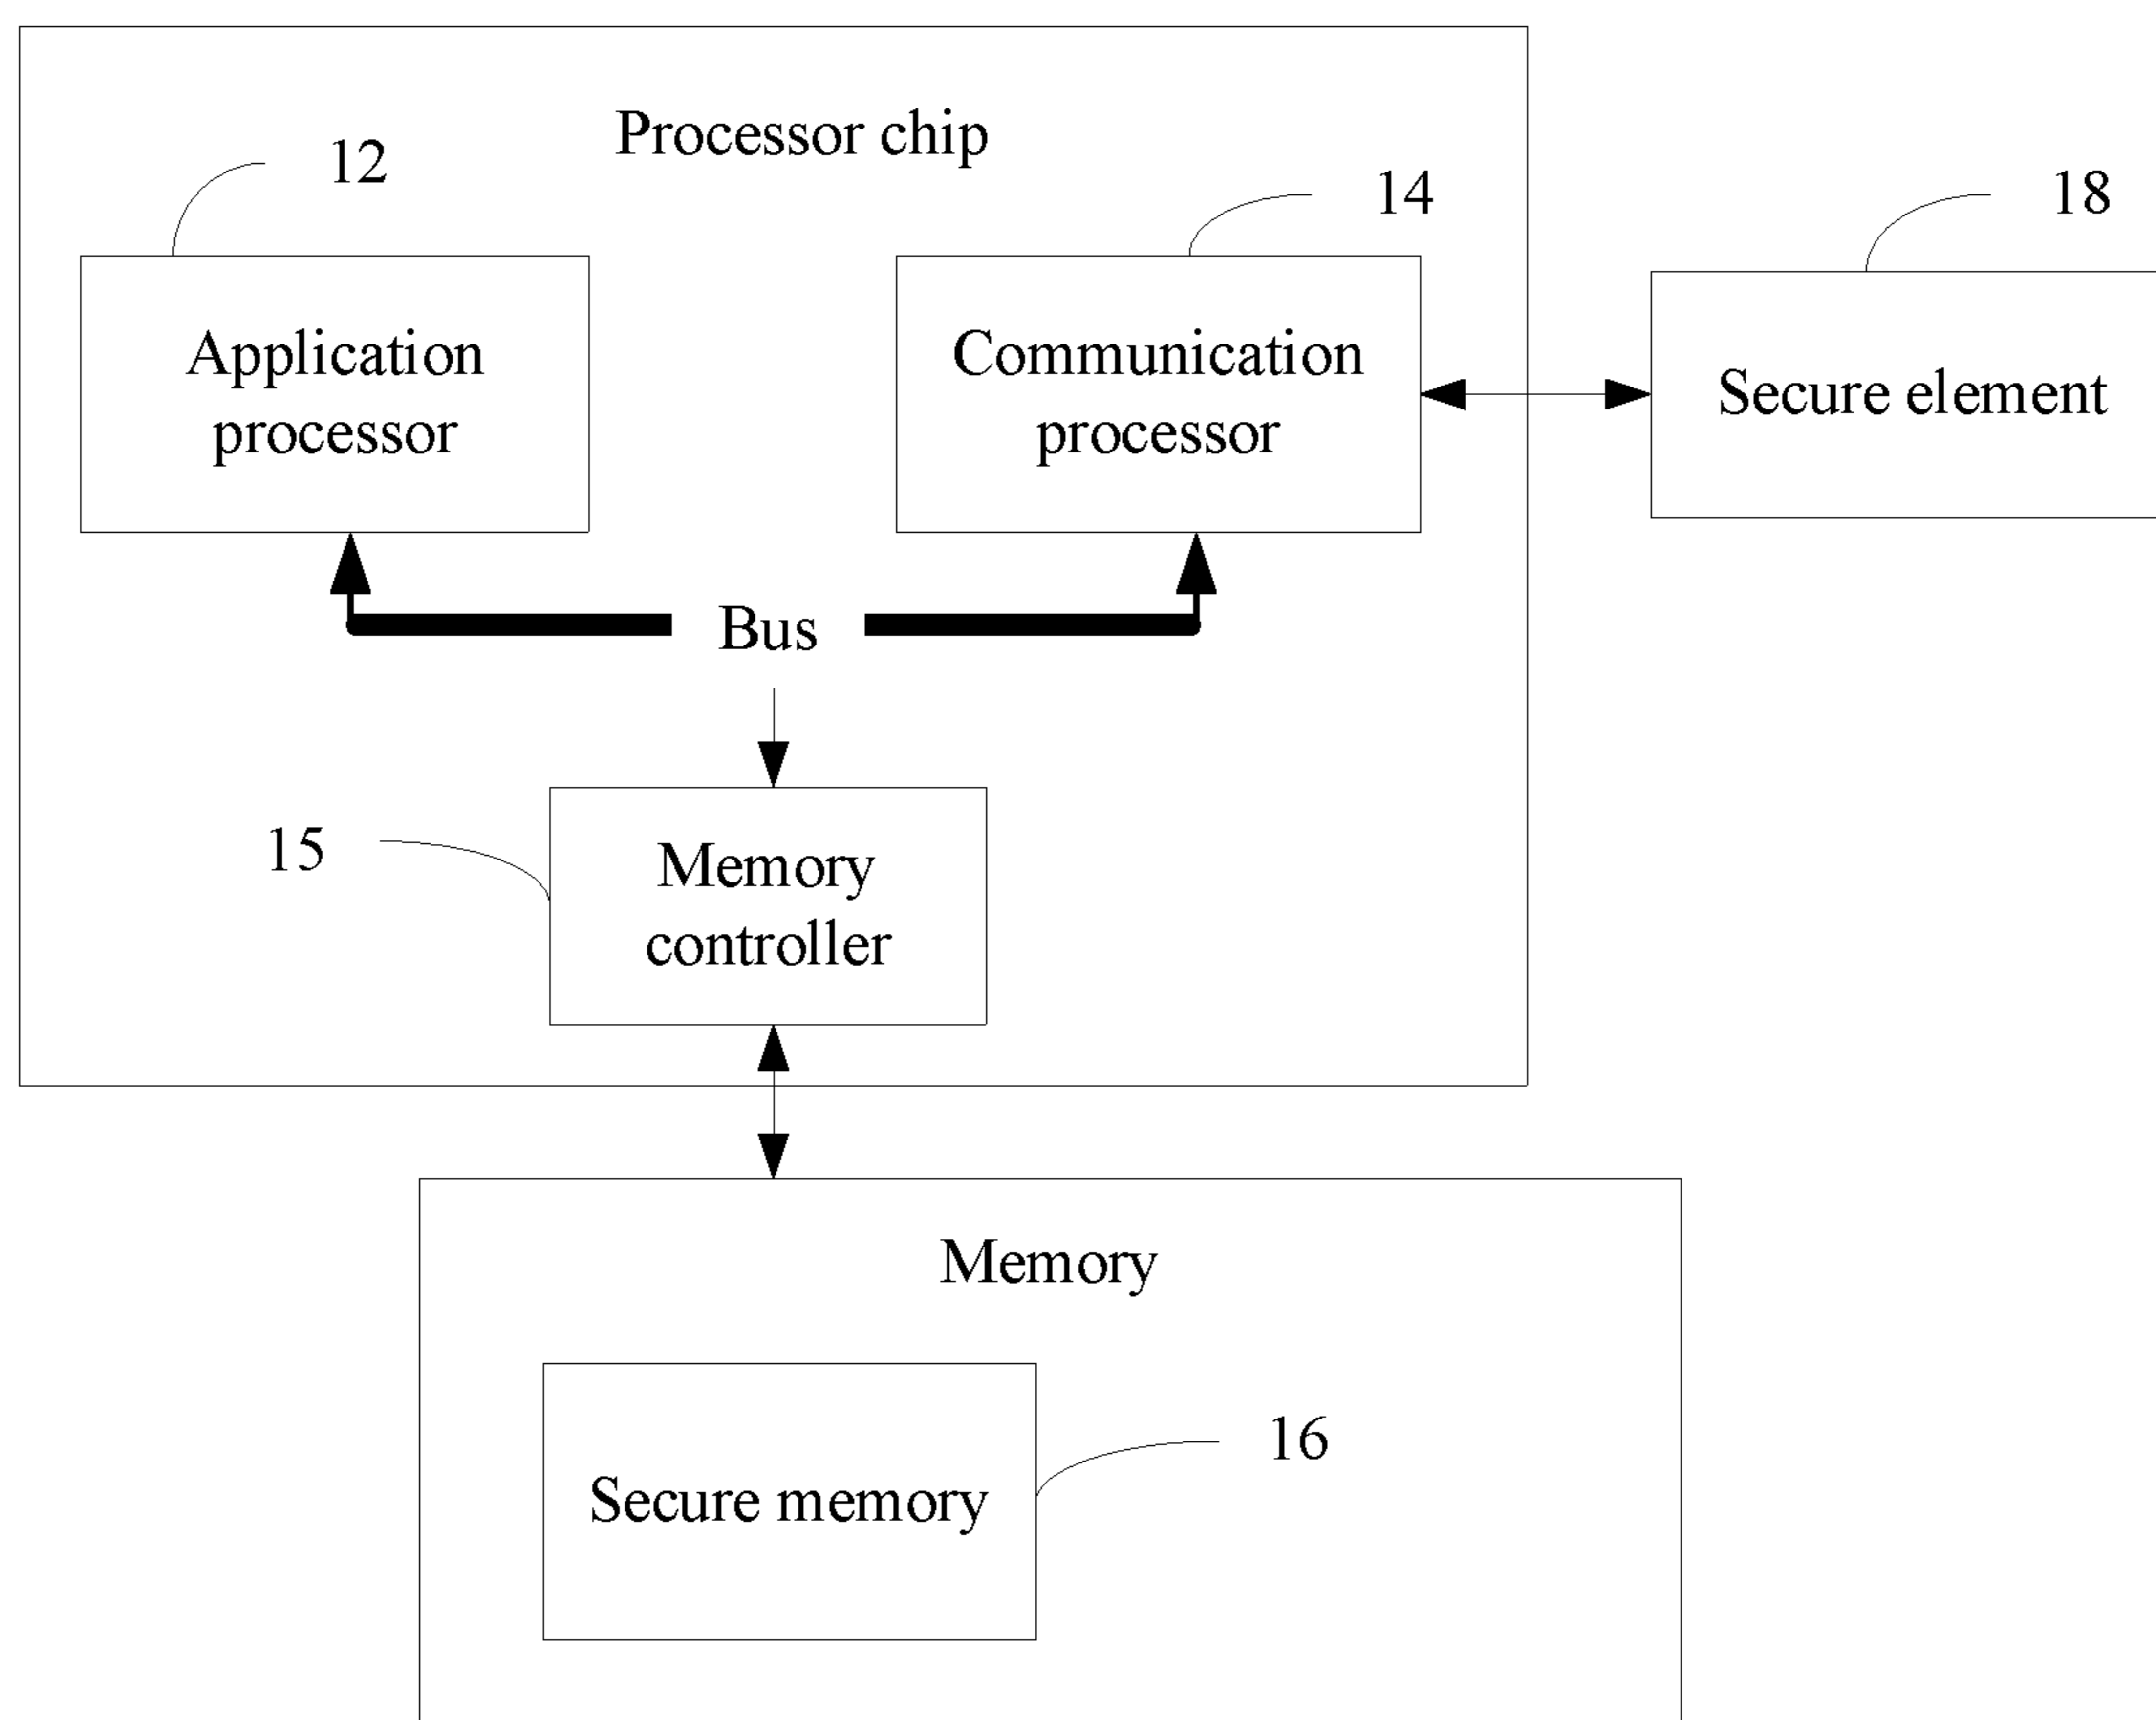 Processor chip
12
14
18
Application
processor
Communication
processor
Secure element
Bus
15
Memory
controller
Memory
Secure memory
16